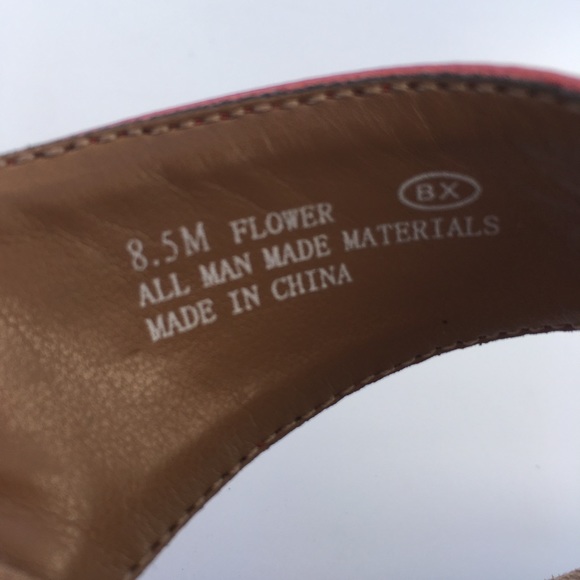 8.5M FLOWER BX
ALL MAN MADE MATERIALS
MADE IN CHINA